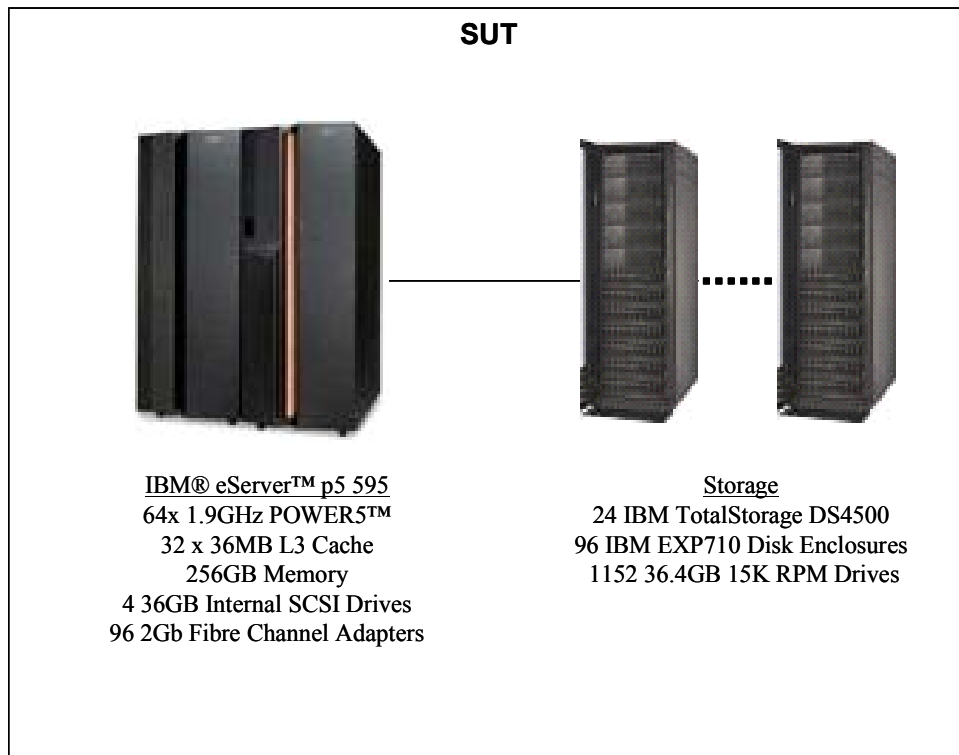 SUT
IBM® eServer™ p5 595
64x 1.9GHz POWER5™
32 x 36MB L3 Cache
256GB Memory
4 36GB Internal SCSI Drives
96 2Gb Fibre Channel Adapters
Storage
24 IBM TotalStorage DS4500
96 IBM EXP710 Disk Enclosures
1152 36.4GB 15K RPM Drives